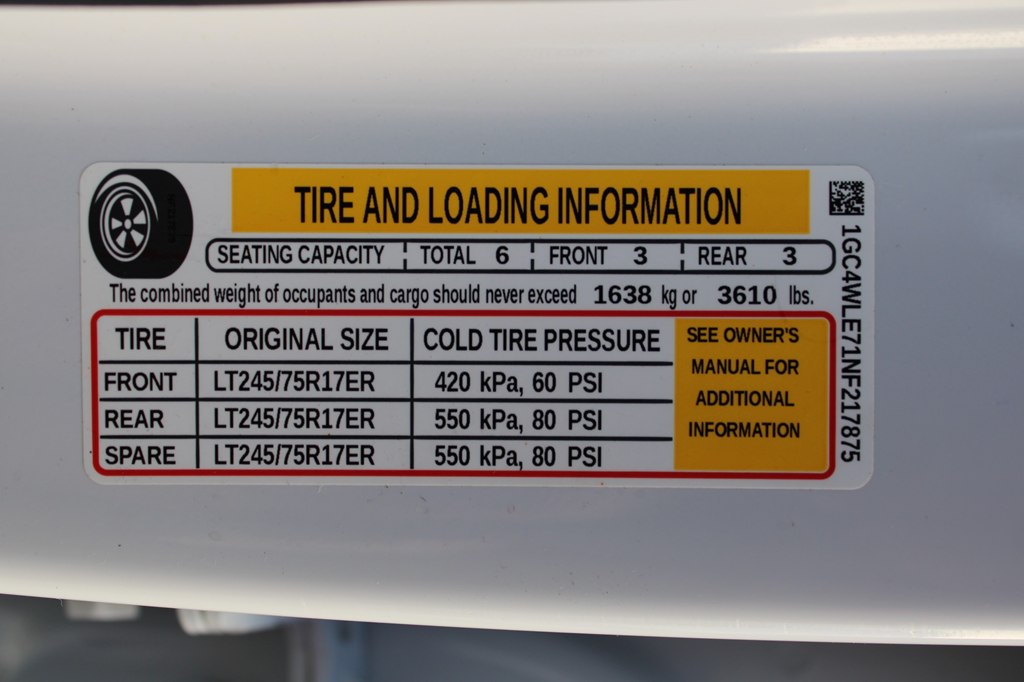 TIRE AND LOADING INFORMATION
SEATING CAPACITY TOTAL 6 FRONT 3 REAR 3
The combined weight of occupants and cargo should never exceed 1638 kg or 3610 lbs.
TIRE ORIGINAL SIZE COLD TIRE PRESSURE
FRONT LT245/75R17ER 420 kPa, 60 PSI
REAR LT245/75R17ER 550 kPa, 80 PSI
SPARE LT245/75R17ER 550 kPa, 80 PSI
SEE OWNER'S
MANUAL FOR
ADDITIONAL
INFORMATION
1GC4WLE71NF217875